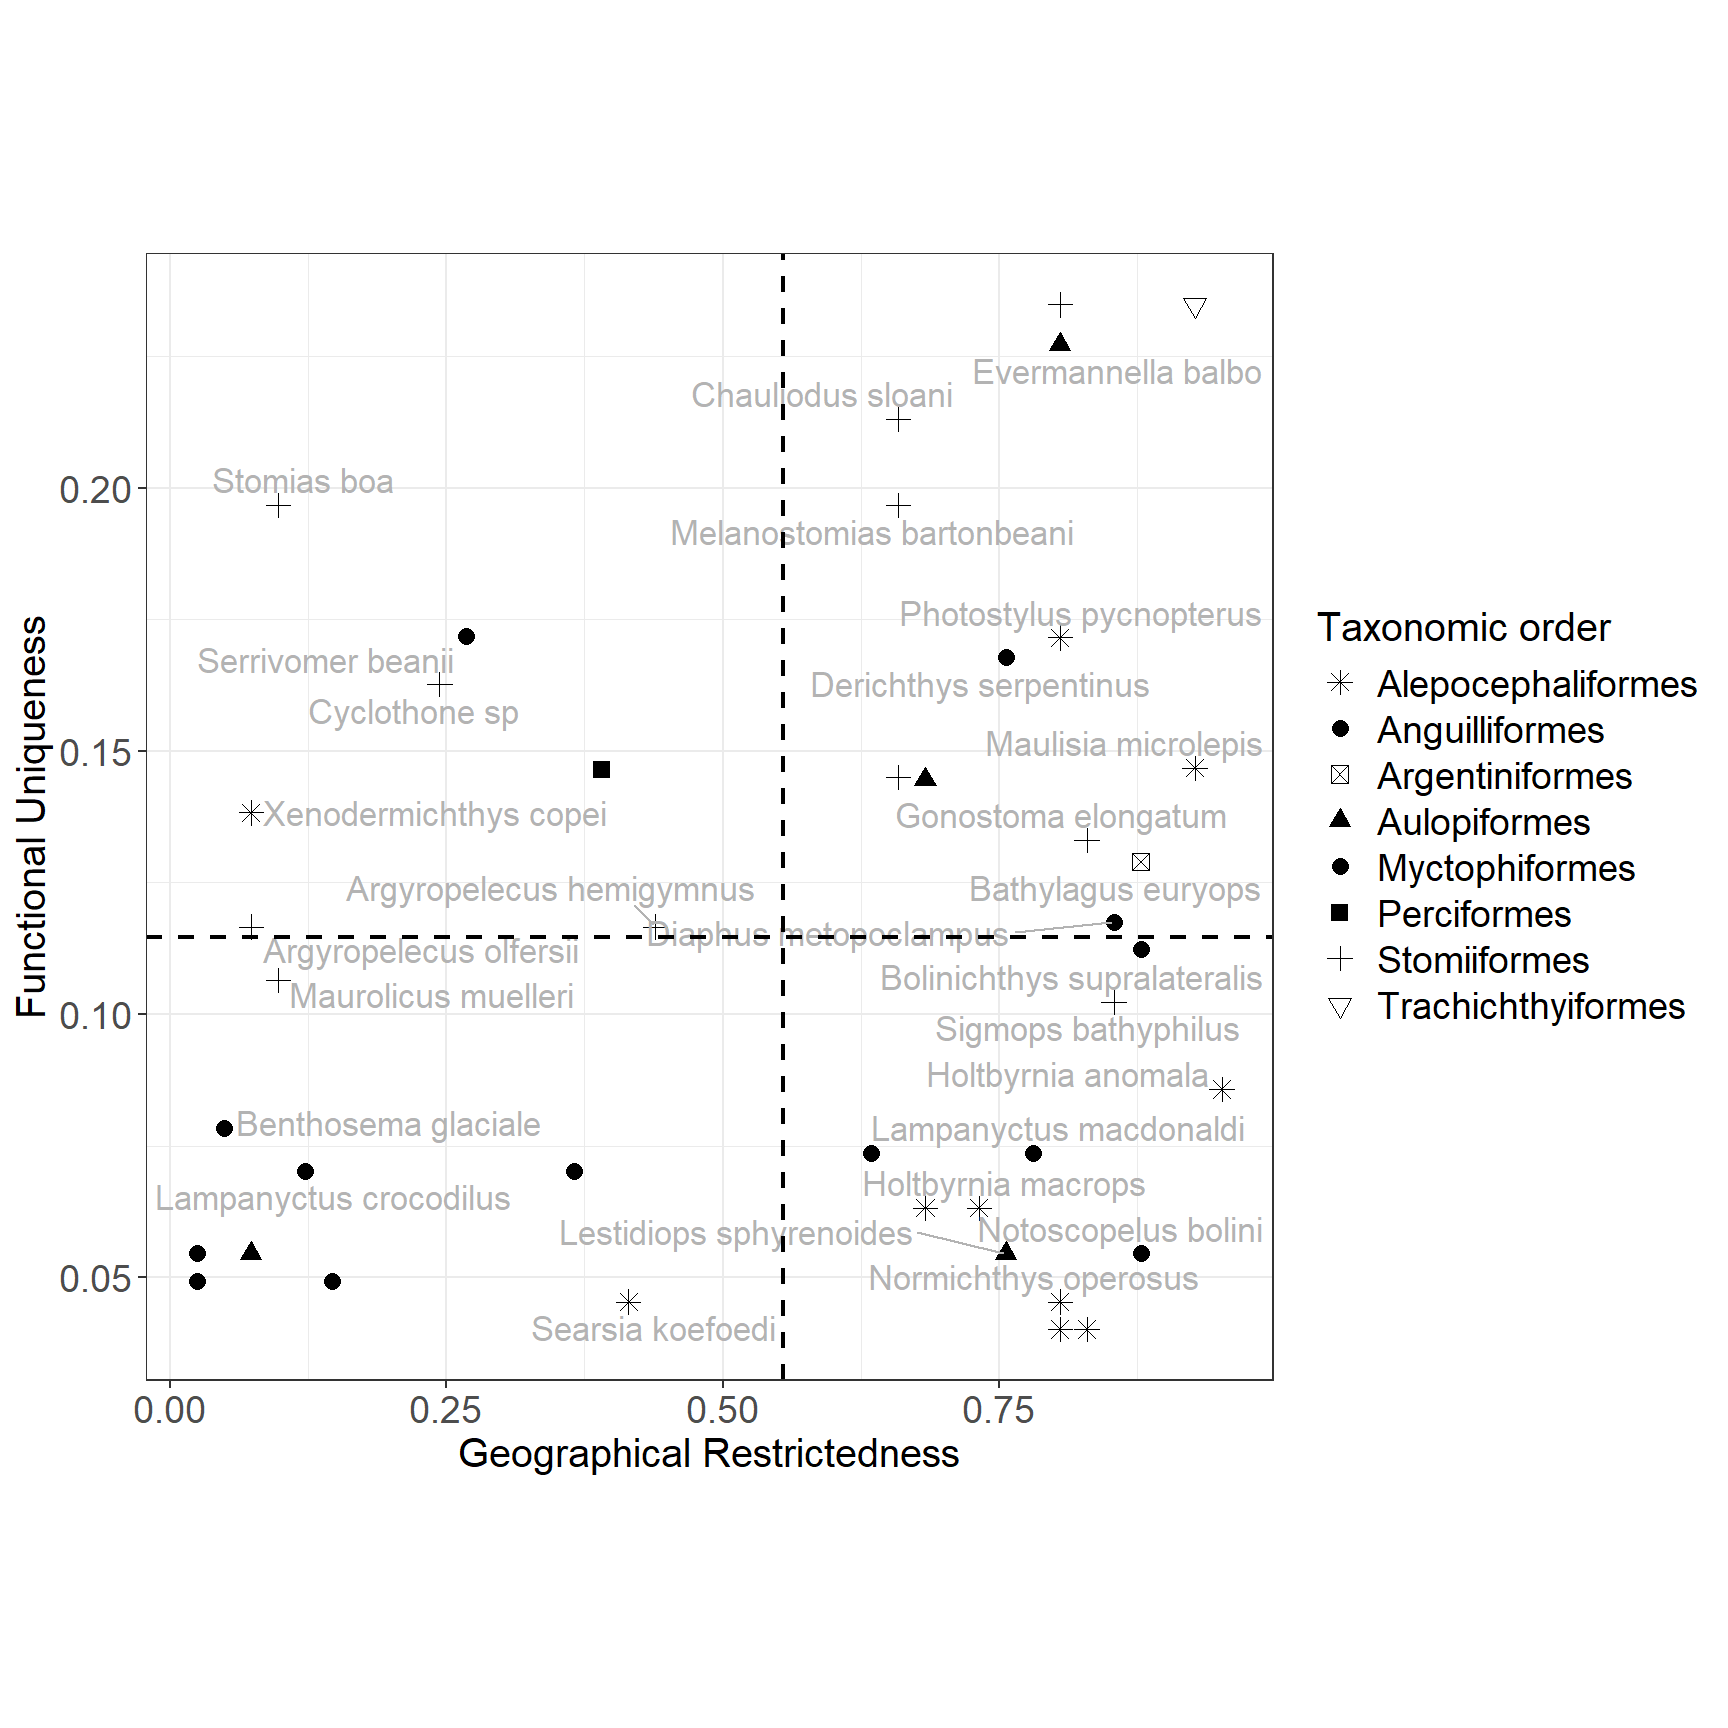 Evermannella balbo
Chauliodus sloani
Stomias boa
0.20
Melanostomias bartonbeani
Photostylus pycnopterus
Serrivomer beanii
Derichthys serpentinus
Cyclothone sp
Maulisia microlepis
0.15
Xenodermichthys copei
Gonostoma elongatum
Argyropelecus hemigymnus
Bathylagus euryops
Diaphus metopoclampus
Argyropelecus olfersii
Bolinichthys supralateralis
Maurolicus muelleri
0.10
Sigmops bathyphilus
Holtbyrnia anomala
Benthosema glaciale
Lampanyctus macdonaldi
Holtbyrnia macrops
Lampanyctus crocodilus
Lestidiops sphyrenoides
Notoscopelus bolini
0.05
Normichthys operosus
Searsia koefoedi
0.00
0.25
0.50
0.75
Geographical Restrictedness
Functional Uniqueness
Taxonomic order
Alepocephaliformes
Anguilliformes
Argentiniformes
Aulopiformes
Myctophiformes
Perciformes
Stomiiformes
Trachichthyiformes